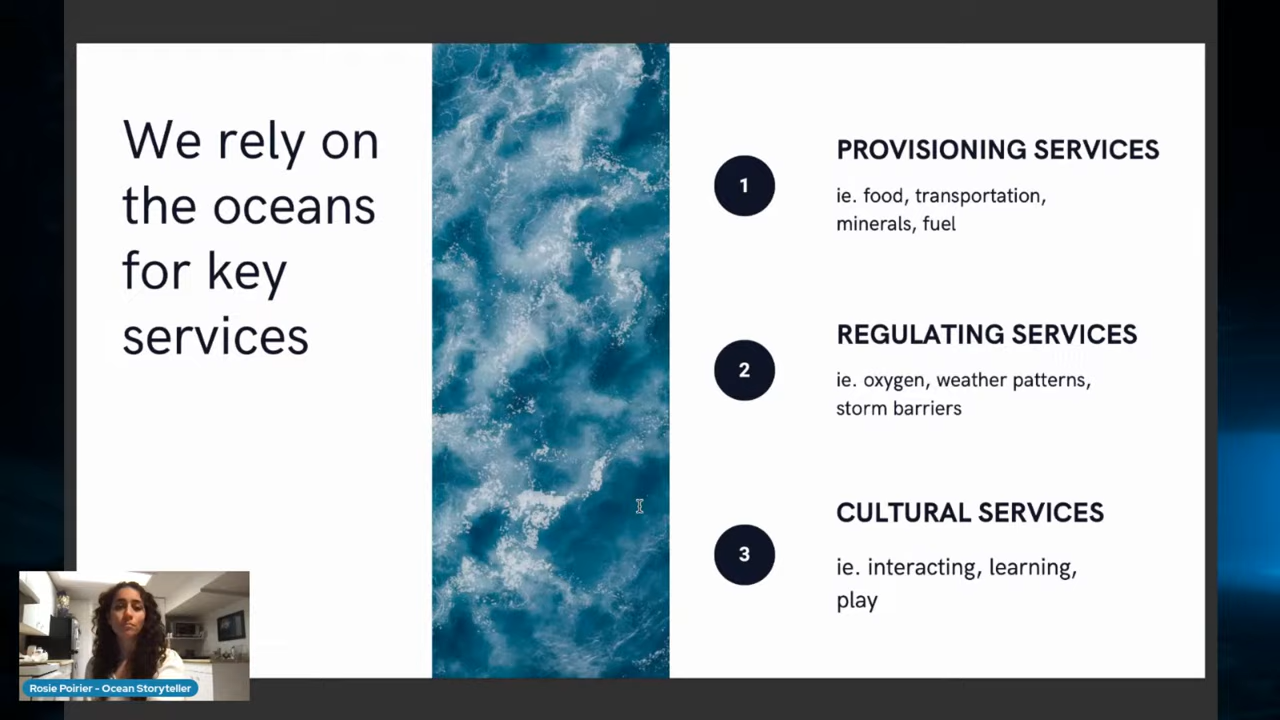 We rely on
the oceans
for key
services
1
PROVISIONING SERVICES
ie. food, transportation,
minerals, fuel
2
REGULATING SERVICES
ie. oxygen, weather patterns,
storm barriers
3
CULTURAL SERVICES
ie. interacting, learning,
play
Rosie Poirier - Ocean Storyteller